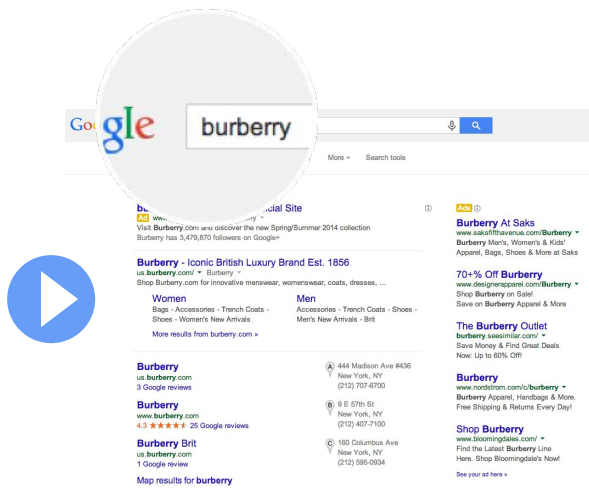 Go gle
burberry
More
Search tools
cial Site
Ad
Visit Burberry.com and discover the new Spring/Summer 2014 collection
Burberry has 3,479,870 followers on Google+
Burberry - Iconic British Luxury Brand Est. 1856
us.burberry.com/ Burberry
Shop Burberry.com for innovative menswear, womenswear, coats, dresses, ...
Women
Bags - Accessories - Trench Coats -
Shoes - Women's New Arrivals
Men
Accessories - Trench Coats - Shoes -
Men's New Arrivals - Brit
More results from burberry.com »
Burberry
us.burberry.com
3 Google reviews
A 444 Madison Ave #436
New York, NY
(212) 707-6700
Burberry
www.burberry.com
4.3 ★★★★★ 25 Google reviews
B 9 E 57th St
New York, NY
(212) 407-7100
Burberry Brit
us.burberry.com
1 Google review
C 160 Columbus Ave
New York, NY
(212) 595-0934
Map results for burberry
Ads
Burberry At Saks
www.saksfifthavenue.com/Burberry
Burberry Men's, Women's & Kids'
Apparel, Bags, Shoes & More at Saks
70+% Off Burberry
www.designerapparel.com/Burberry
Shop Burberry on Sale!
Save on Burberry Apparel & More
The Burberry Outlet
burberry.seesimilar.com/
Save Money & Find Great Deals
Now: Up to 60% Off!
Burberry
www.nordstrom.com/c/burberry
Burberry Apparel, Handbags & More.
Free Shipping & Returns Every Day!
Shop Burberry
www.bloomingdales.com/
Find the Latest Burberry Line
Here. Shop Bloomingdale's Now!
See your ad here »